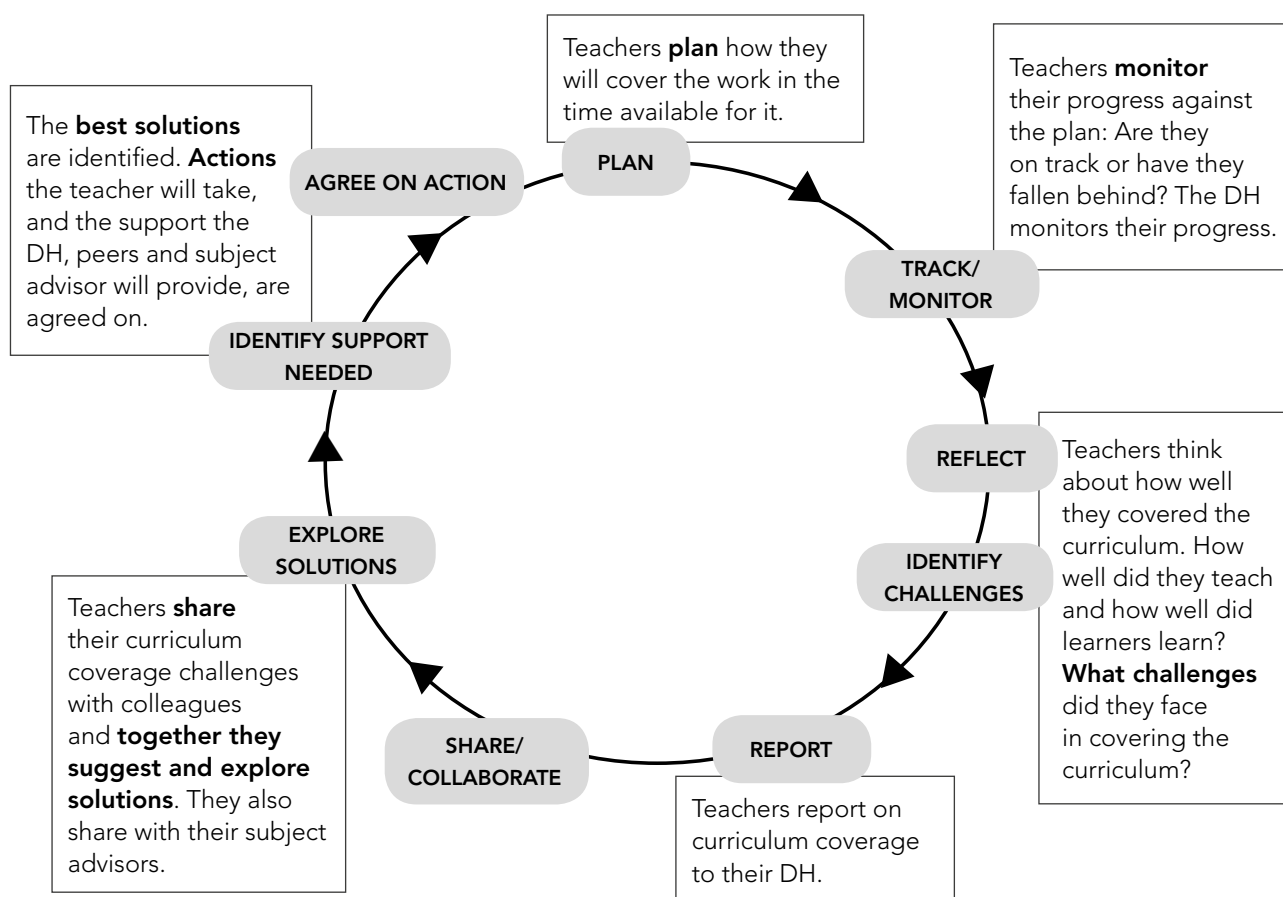 Teachers plan how they
will cover the work in the
time available for it.
PLAN
Teachers monitor
their progress against
the plan: Are they
on track or have they
fallen behind? The DH
monitors their progress.
TRACK/
MONITOR
REFLECT
IDENTIFY
CHALLENGES
Teachers think
about how well
they covered the
curriculum. How
well did they teach
and how well did
learners learn?
What challenges
did they face
in covering the
curriculum?
REPORT
Teachers report on
curriculum coverage
to their DH.
SHARE/
COLLABORATE
EXPLORE
SOLUTIONS
Teachers share
their curriculum
coverage challenges
with colleagues
and together they
suggest and explore
solutions. They also
share with their subject
advisors.
IDENTIFY SUPPORT
NEEDED
AGREE ON ACTION
The best solutions
are identified. Actions
the teacher will take,
and the support the
DH, peers and subject
advisor will provide, are
agreed on.